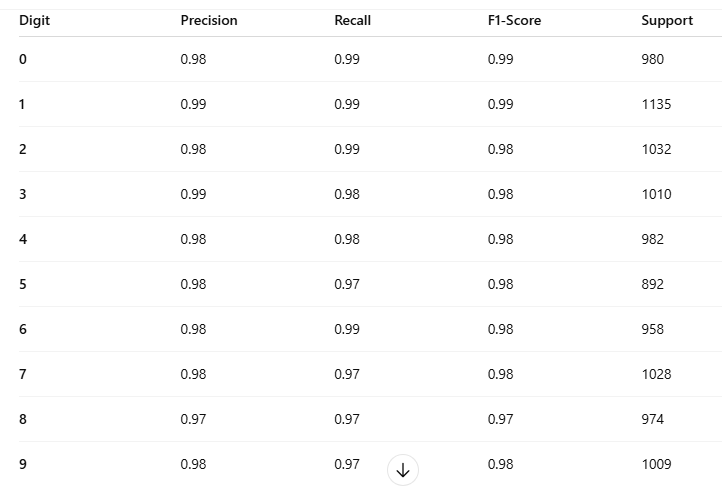 Digit Precision Recall F1-Score Support
0 0.98 0.99 0.99 980
1 0.99 0.99 0.99 1135
2 0.98 0.99 0.98 1032
3 0.99 0.98 0.98 1010
4 0.98 0.98 0.98 982
5 0.98 0.97 0.98 892
6 0.98 0.99 0.98 958
7 0.98 0.97 0.98 1028
8 0.97 0.97 0.97 974
9 0.98 0.97 0.98 1009